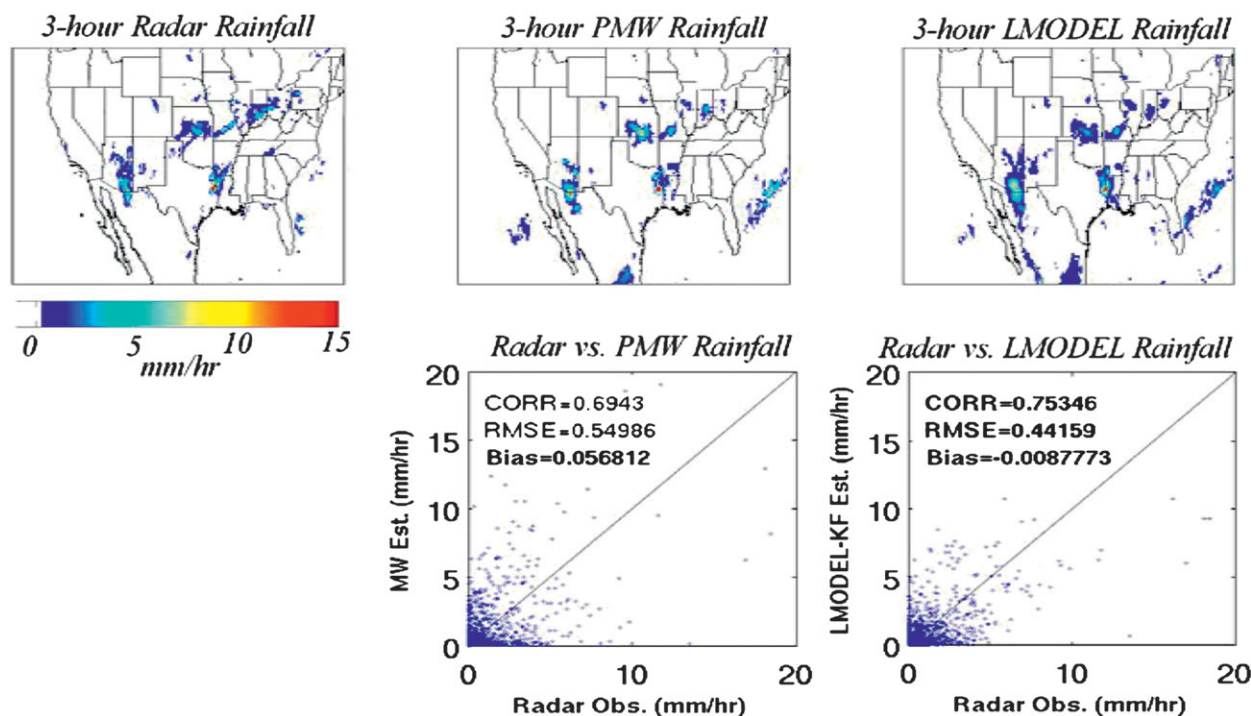 3-hour Radar Rainfall
3-hour PMW Rainfall
3-hour LMODEL Rainfall
0 5 10 15
mm/hr
Radar vs. PMW Rainfall
20
15
10
5
0
MW Est. (mm/hr)
CORR=0.6943
RMSE=0.54986
Bias=0.056812
0 10 20
Radar Obs. (mm/hr)
Radar vs. LMODEL Rainfall
20
15
10
5
0
LMODEL-KF Est. (mm/hr)
CORR=0.75346
RMSE=0.44159
Bias=-0.0087773
0 10 20
Radar Obs. (mm/hr)